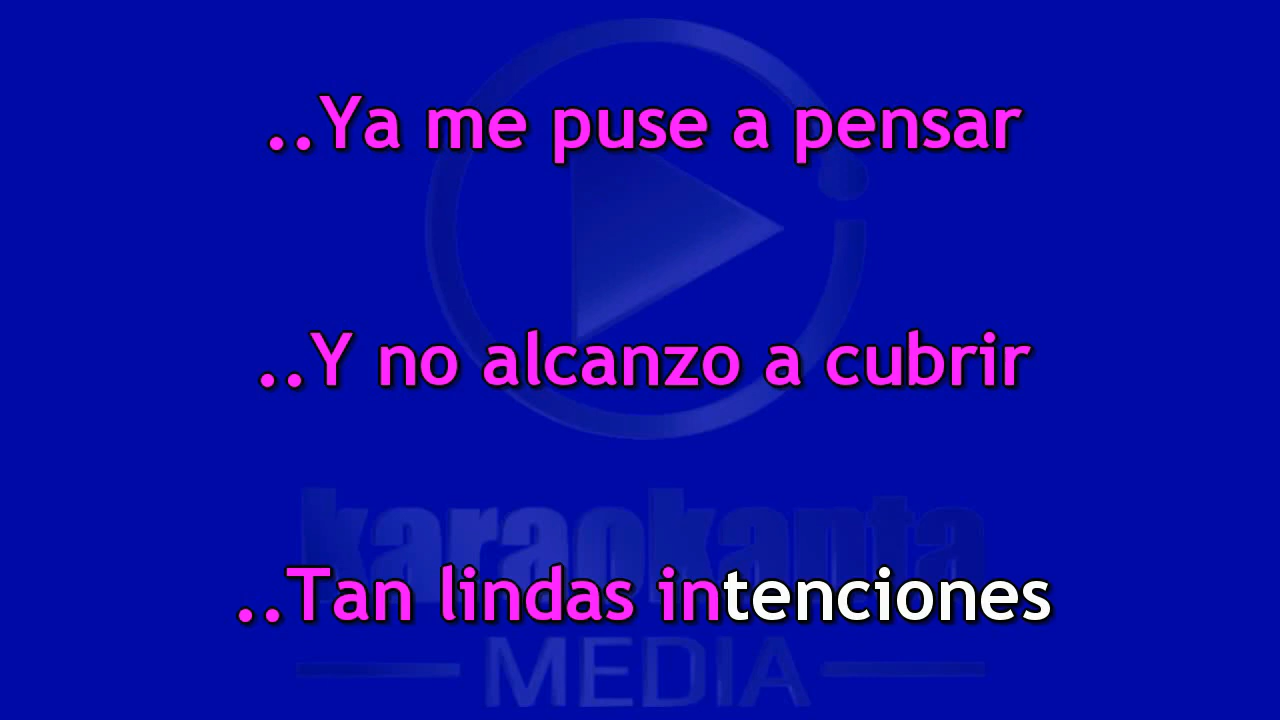 ..Ya me puse a pensar
..Y no alcanzo a cubrir
..Tan lindas intenciones
karaokanta
MEDIA